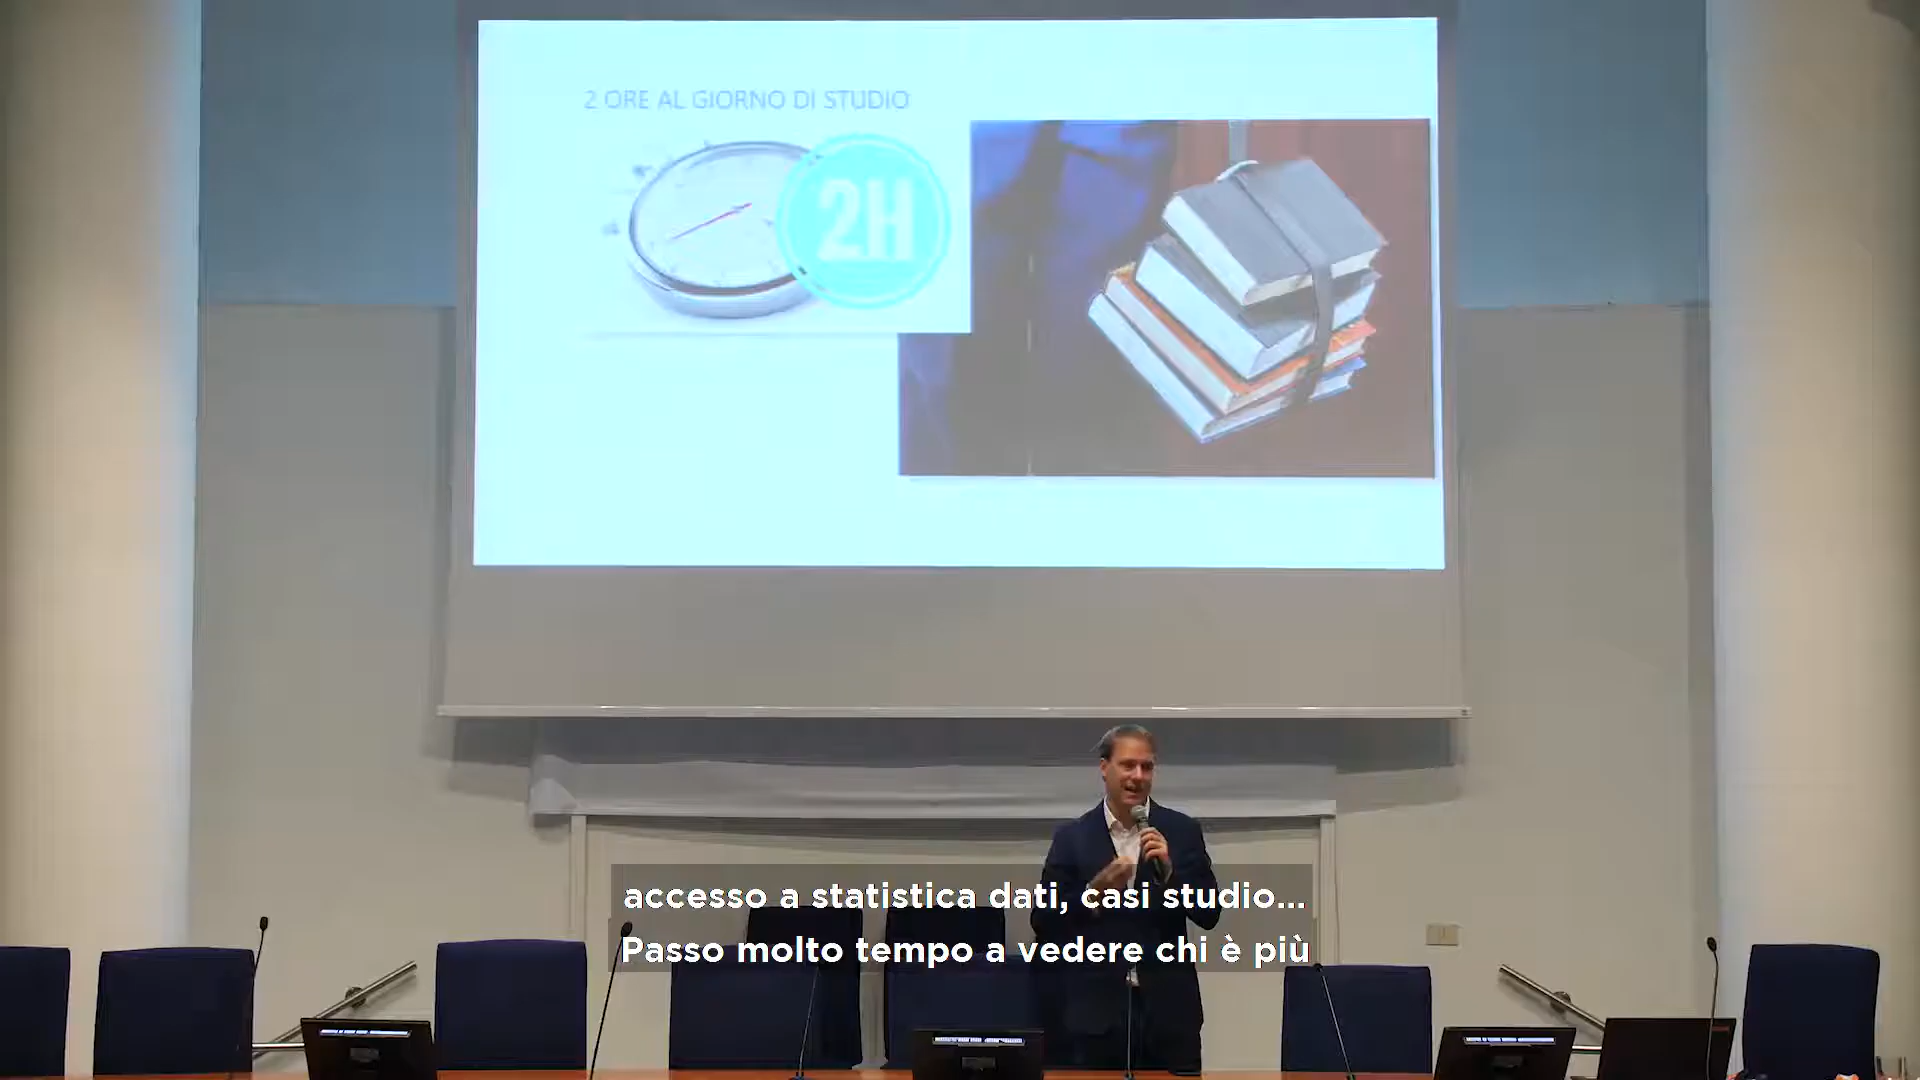 2 ORE AL GIORNO DI STUDIO
2H
accesso a statistica dati, casi studio...
Passo molto tempo a vedere chi è più